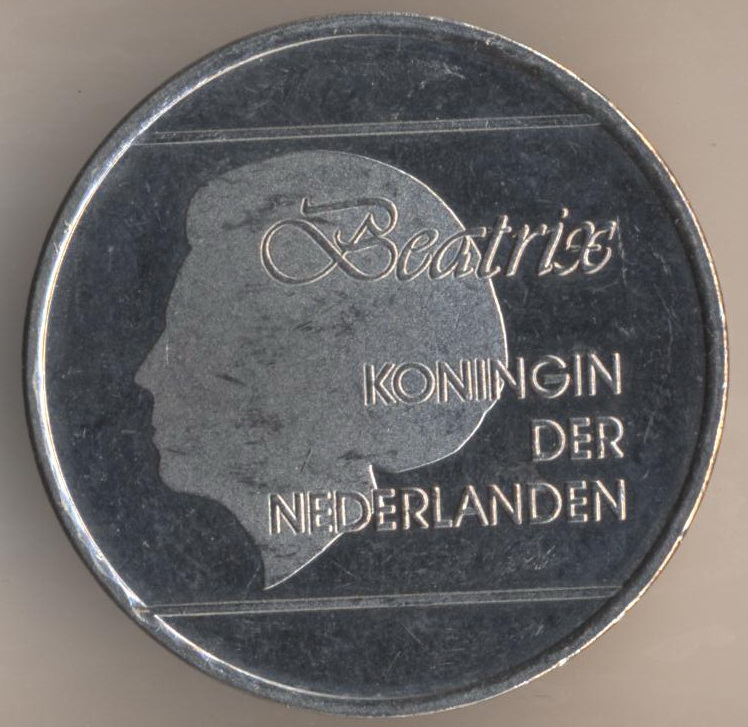 Beatrix
KONINGIN
DER
NEDERLANDEN